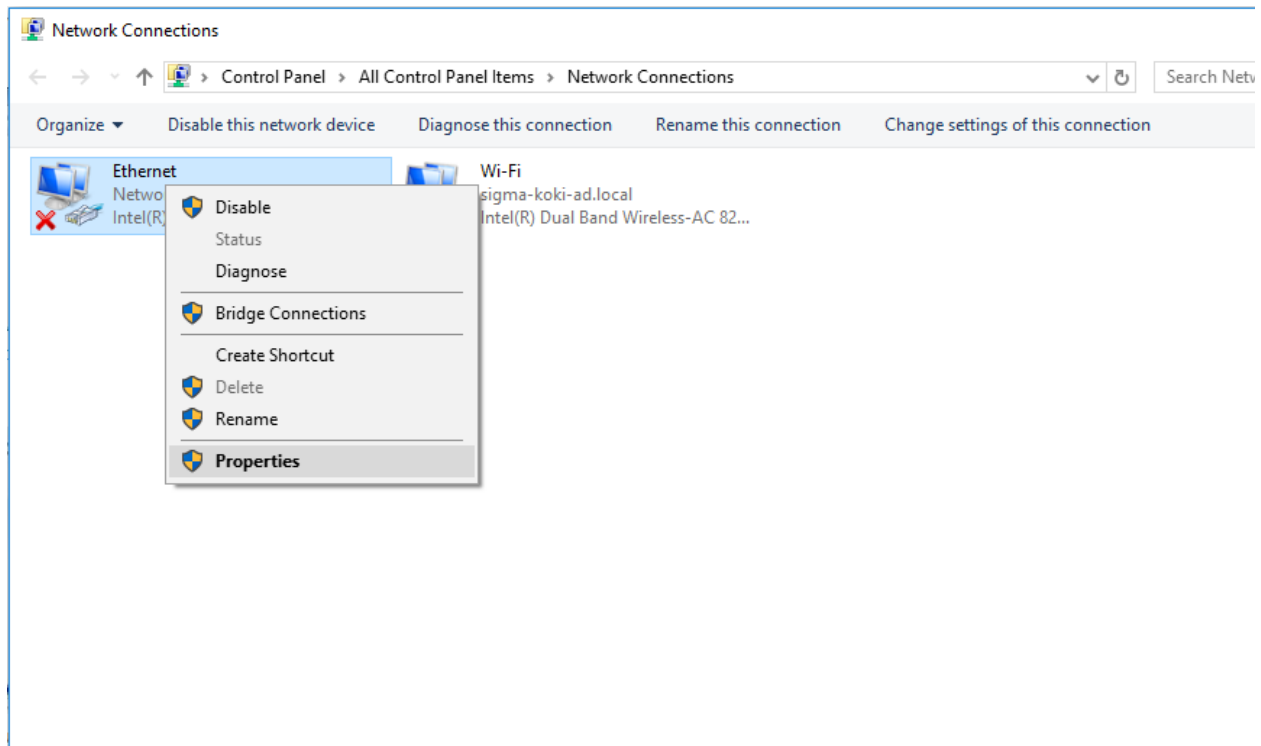 Network Connections
Control Panel > All Control Panel Items > Network Connections
Search Netw
Organize Disable this network device Diagnose this connection Rename this connection Change settings of this connection
Ethernet
Netwo
Intel(R)
Wi-Fi
sigma-koki-ad.local
Intel(R) Dual Band Wireless-AC 82...
Disable
Status
Diagnose
Bridge Connections
Create Shortcut
Delete
Rename
Properties